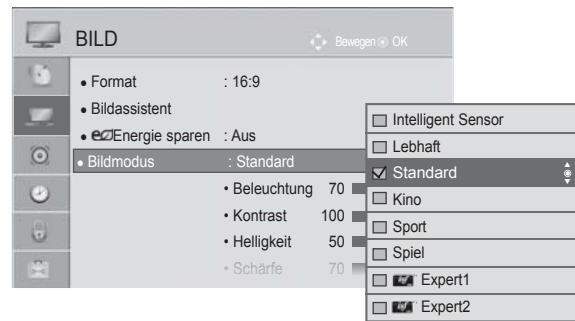 BILD
Bewegen OK
• Format : 16:9
• Bildassistent
• eco Energie sparen : Aus
• Bildmodus : Standard
• Beleuchtung 70
• Kontrast 100
• Helligkeit 50
• Schärfe 70
Intelligent Sensor
Lebhaft
Standard
Kino
Sport
Spiel
Expert1
Expert2